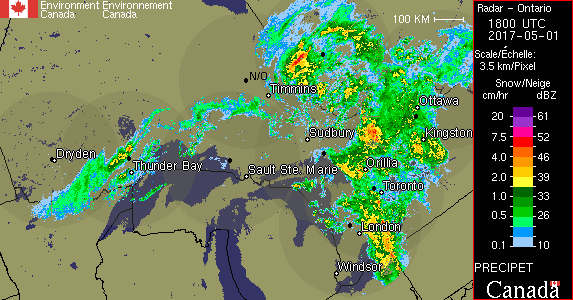 Environment Environnement
Canada Canada
100 KM
N/O
Timmins
Ottawa
Sudbury
Kingston
Dryden
Thunder Bay
Sault Ste. Marie
Orillia
Toronto
London
Windsor
Radar - Ontario
1800 UTC
2017-05-01
Scale/Échelle:
3.5 km/Pixel
Snow/Neige
cm/hr dBZ
20 61
7.5 52
4.0 46
2.0 39
1.0 33
0.5 26
0.1 10
PRECIPET
Canada